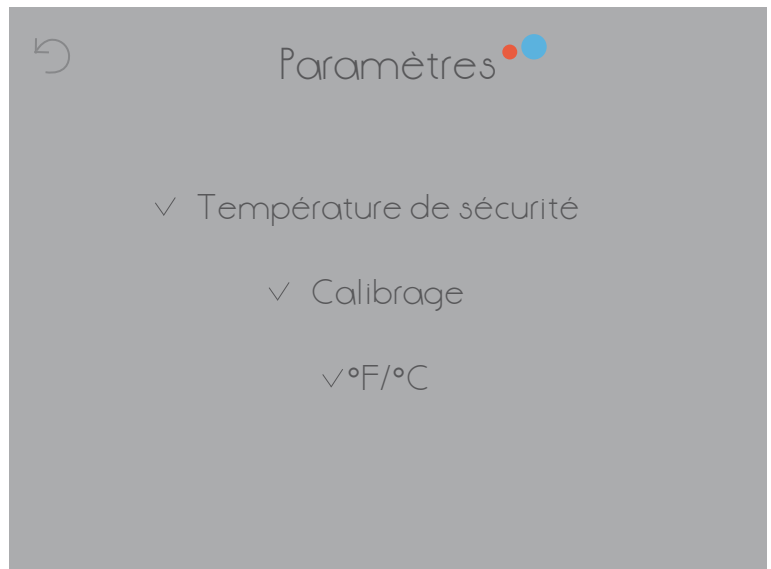 Paramètres
✓ Température de sécurité
✓ Calibrage
✓°F/°C